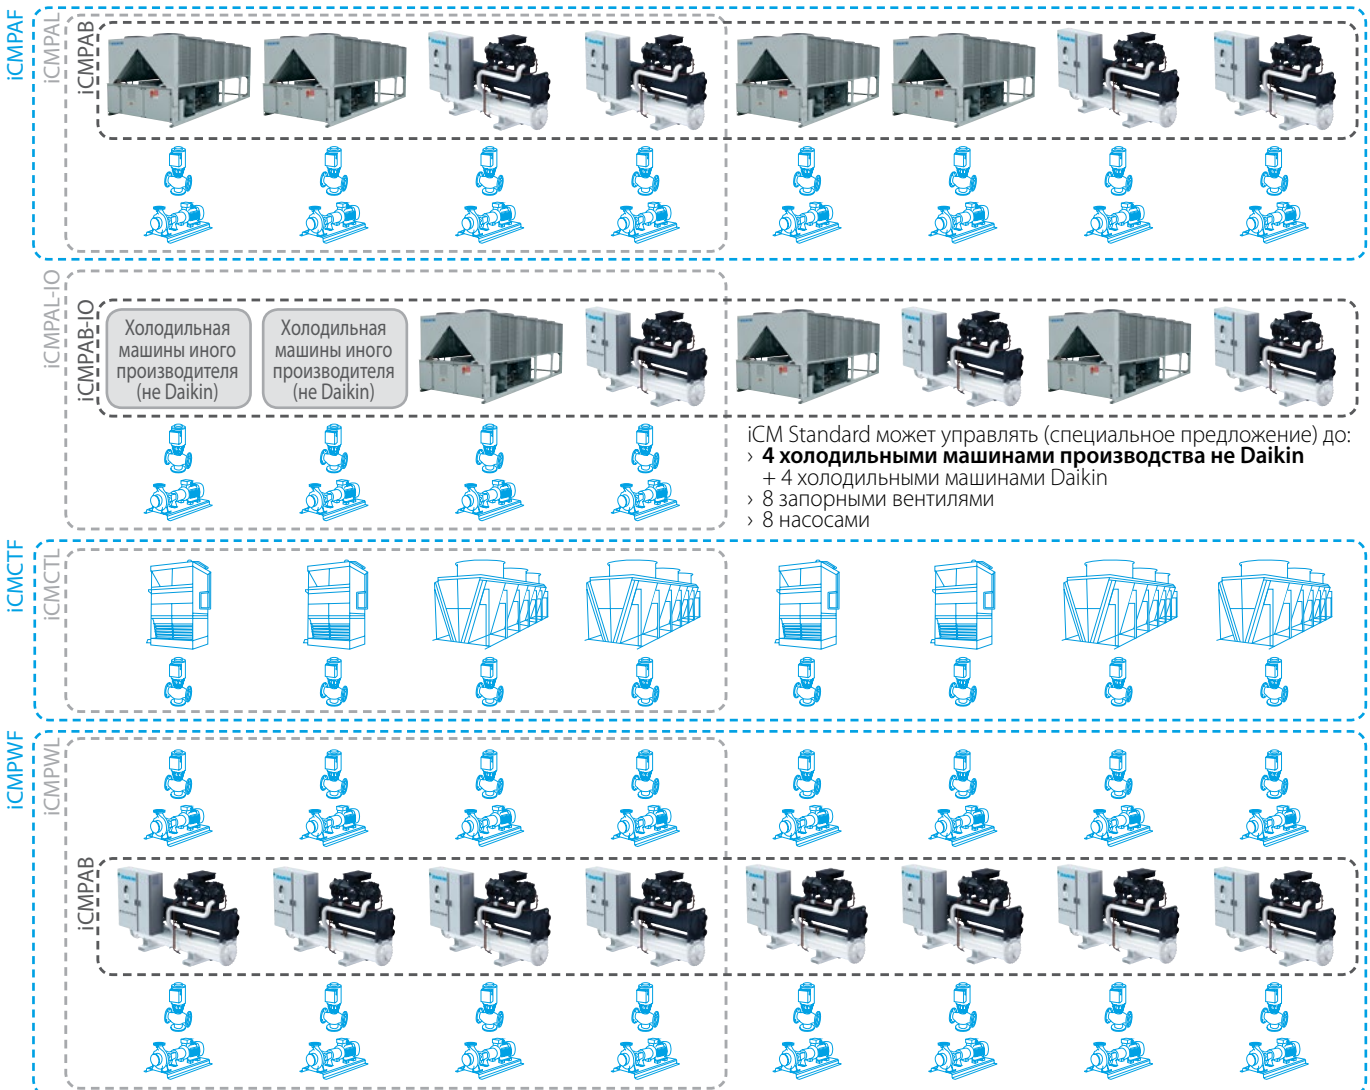 iCMPAF
iCMPAL
iCMPAB
iCMPAL-IO
iCMPAB-IO
Холодильная
машины иного
производителя
(не Daikin)
Холодильная
машины иного
производителя
(не Daikin)
iCM Standard может управлять (специальное предложение) до:
› 4 холодильными машинами производства не Daikin
+ 4 холодильными машинами Daikin
› 8 запорными вентилями
› 8 насосами
iCMCTF
iCMCTL
iCMPWF
iCMPWL
iCMPAB